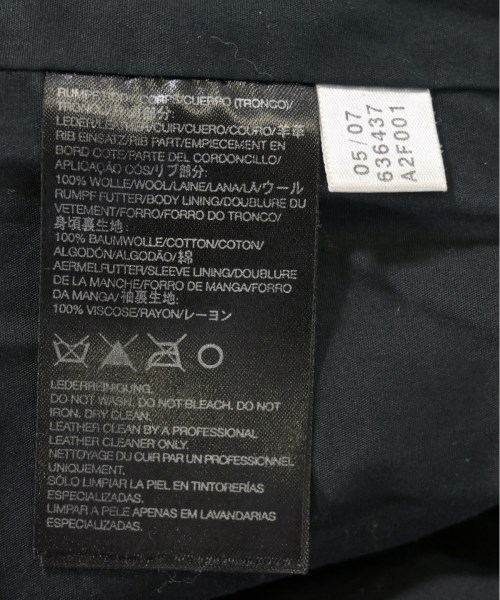 RUMPF/BODY/CORPS/CUERPO (TRONCO)/
TRONCO/身頃部分:
LEDER/LEATHER/CUIR/CUERO/COURO/羊革
RIB EINSATZ/RIB PART/EMPIECEMENT EN
BORD COTE/PARTE DEL CORDONCILLO/
APLICAÇÃO CÓS/リブ部分:
100% WOLLE/WOOL/LAINE/LANA/LÃ/ウール
RUMPF FUTTER/BODY LINING/DOUBLURE DU
VETEMENT/FORRO/FORRO DO TRONCO/
身頃裏生地:
100% BAUMWOLLE/COTTON/COTON/
ALGODÓN/ALGODÃO/綿
AERMELFUTTER/SLEEVE LINING/DOUBLURE
DE LA MANCHE/FORRO DE MANGA/FORRO
DA MANGA/袖裏生地:
100% VISCOSE/RAYON/レーヨン
LEDERREINIGUNG.
DO NOT WASH. DO NOT BLEACH. DO NOT
IRON. DRY CLEAN.
LEATHER CLEAN BY A PROFESSIONAL
LEATHER CLEANER ONLY.
NETTOYAGE DU CUIR PAR UN PROFESSIONNEL
UNIQUEMENT.
SÓLO LIMPIAR LA PIEL EN TINTORERÍAS
ESPECIALIZADAS.
LIMPAR A PELE APENAS EM LAVANDARIAS
ESPECIALIZADAS.
05/07
636437
A2F001